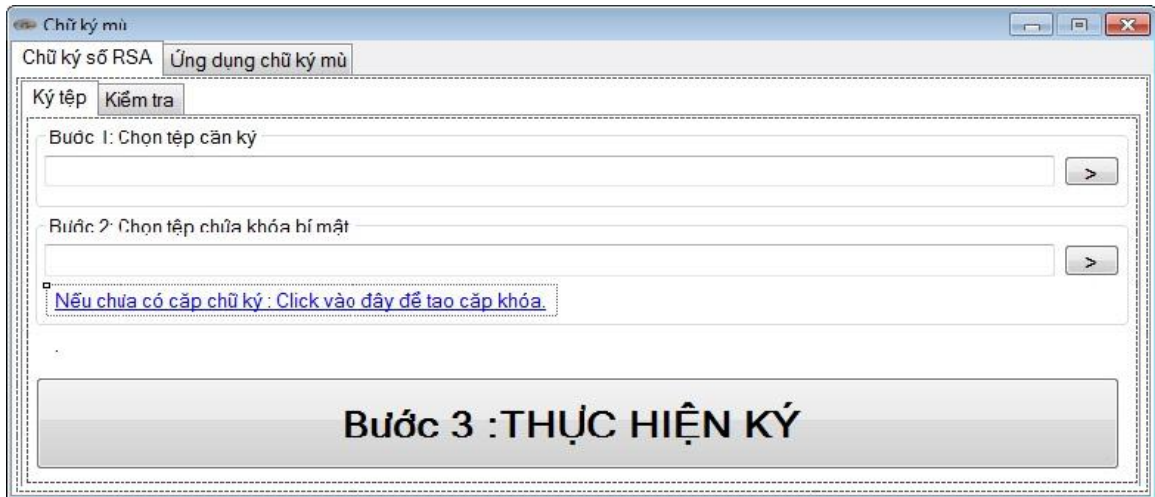 Chữ ký mù
Chữ ký số RSA Ứng dụng chữ ký mù
Ký tệp Kiểm tra
Bước 1: Chọn tệp cần ký
>
Bước 2: Chọn tệp chứa khóa bí mật
>
Nếu chưa có cặp chữ ký : Click vào đây để tạo cặp khóa.
.
Bước 3 :THỰC HIỆN KÝ